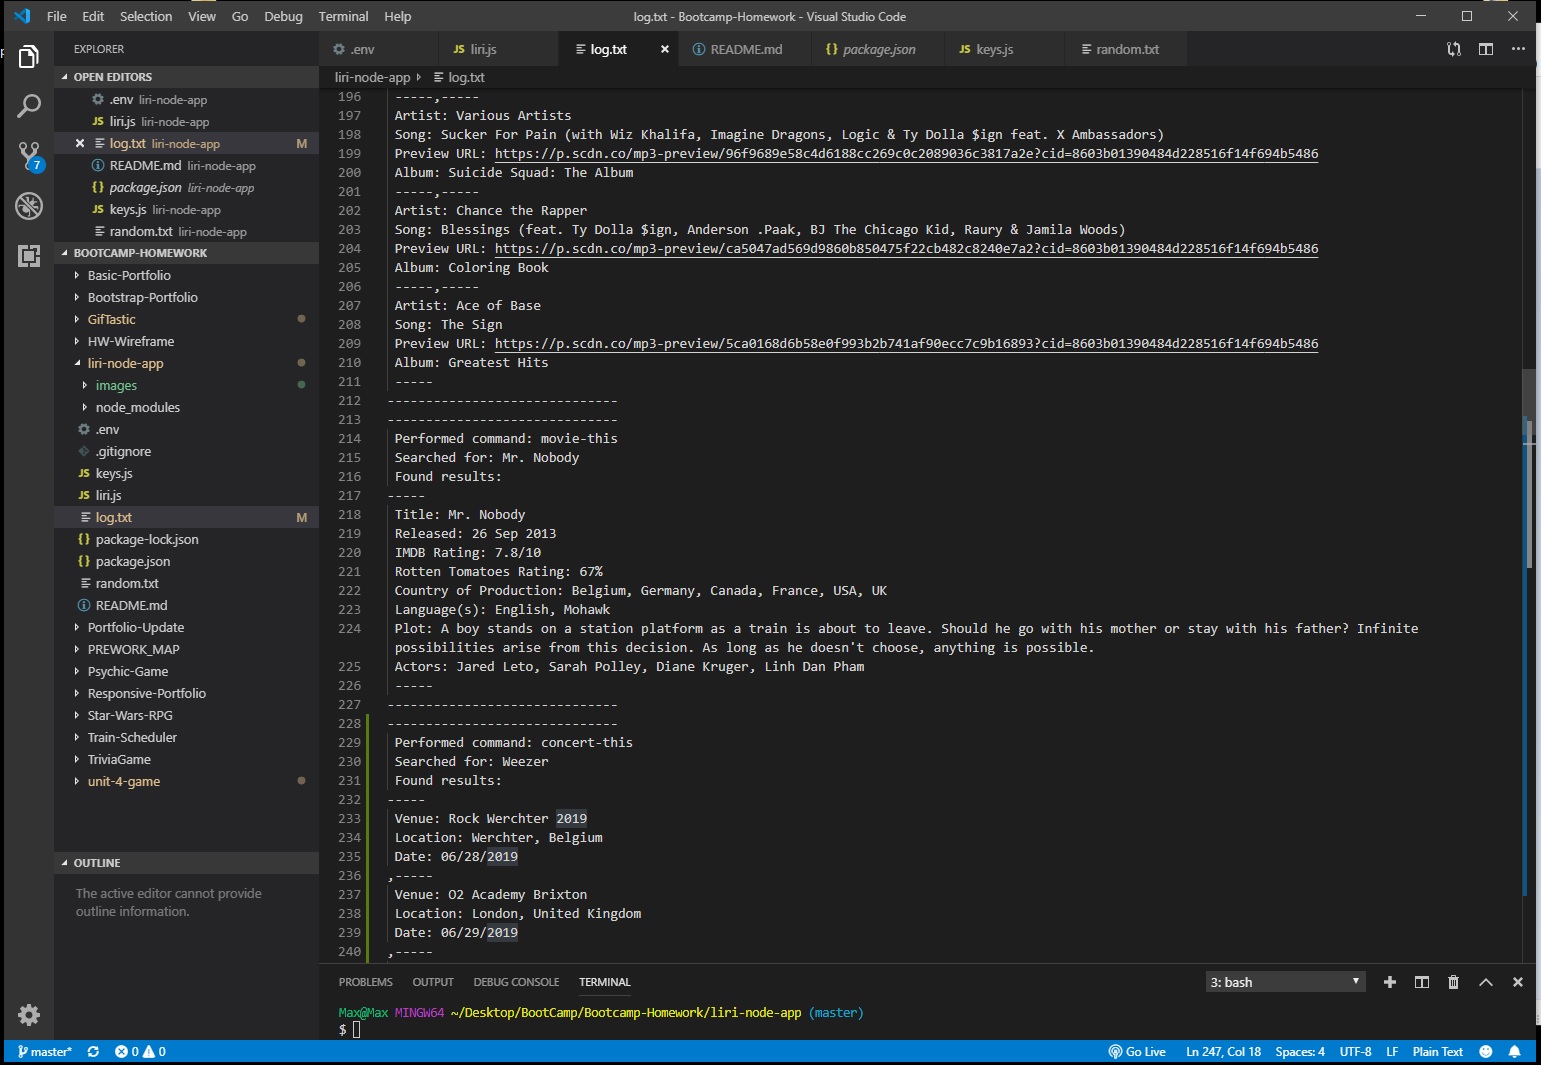 File Edit Selection View Go Debug Terminal Help
log.txt - Bootcamp-Homework - Visual Studio Code
EXPLORER
OPEN EDITORS
.env liri-node-app
JS liri.js liri-node-app
log.txt liri-node-app M
README.md liri-node-app
{} package.json liri-node-app
JS keys.js liri-node-app
random.txt liri-node-app
7
BOOTCAMP-HOMEWORK
Basic-Portfolio
Bootstrap-Portfolio
GifTastic
HW-Wireframe
liri-node-app
images
node_modules
.env
.gitignore
JS keys.js
JS liri.js
log.txt M
{} package-lock.json
{} package.json
random.txt
README.md
Portfolio-Update
PREWORK_MAP
Psychic-Game
Responsive-Portfolio
Star-Wars-RPG
Train-Scheduler
TriviaGame
unit-4-game
OUTLINE
The active editor cannot provide
outline information.
.env JS liri.js log.txt README.md {} package.json JS keys.js random.txt
liri-node-app log.txt
196 -----,-----
197 Artist: Various Artists
198 Song: Sucker For Pain (with Wiz Khalifa, Imagine Dragons, Logic & Ty Dolla $ign feat. X Ambassadors)
199 Preview URL: https://p.scdn.co/mp3-preview/96f9689e58c4d6188cc269c0c2089036c3817a2e?cid=8603b01390484d228516f14f694b5486
200 Album: Suicide Squad: The Album
201 -----,-----
202 Artist: Chance the Rapper
203 Song: Blessings (feat. Ty Dolla $ign, Anderson .Paak, BJ The Chicago Kid, Raury & Jamila Woods)
204 Preview URL: https://p.scdn.co/mp3-preview/ca5047ad569d9860b850475f22cb482c8240e7a2?cid=8603b01390484d228516f14f694b5486
205 Album: Coloring Book
206 -----,-----
207 Artist: Ace of Base
208 Song: The Sign
209 Preview URL: https://p.scdn.co/mp3-preview/5ca0168d6b58e0f993b2b741af90ecc7c9b16893?cid=8603b01390484d228516f14f694b5486
210 Album: Greatest Hits
211 -----
212 ------------------------------
213 ------------------------------
214 Performed command: movie-this
215 Searched for: Mr. Nobody
216 Found results:
217 -----
218 Title: Mr. Nobody
219 Released: 26 Sep 2013
220 IMDB Rating: 7.8/10
221 Rotten Tomatoes Rating: 67%
222 Country of Production: Belgium, Germany, Canada, France, USA, UK
223 Language(s): English, Mohawk
224 Plot: A boy stands on a station platform as a train is about to leave. Should he go with his mother or stay with his father? Infinite
possibilities arise from this decision. As long as he doesn't choose, anything is possible.
225 Actors: Jared Leto, Sarah Polley, Diane Kruger, Linh Dan Pham
226 -----
227 ------------------------------
228 ------------------------------
229 Performed command: concert-this
230 Searched for: Weezer
231 Found results:
232 -----
233 Venue: Rock Werchter 2019
234 Location: Werchter, Belgium
235 Date: 06/28/2019
236 ,-----
237 Venue: O2 Academy Brixton
238 Location: London, United Kingdom
239 Date: 06/29/2019
240 ,-----
PROBLEMS OUTPUT DEBUG CONSOLE TERMINAL
3: bash
Max@Max MINGW64 ~/Desktop/BootCamp/Bootcamp-Homework/liri-node-app (master)
$
master* 0 0
Go Live Ln 247, Col 18 Spaces: 4 UTF-8 LF Plain Text